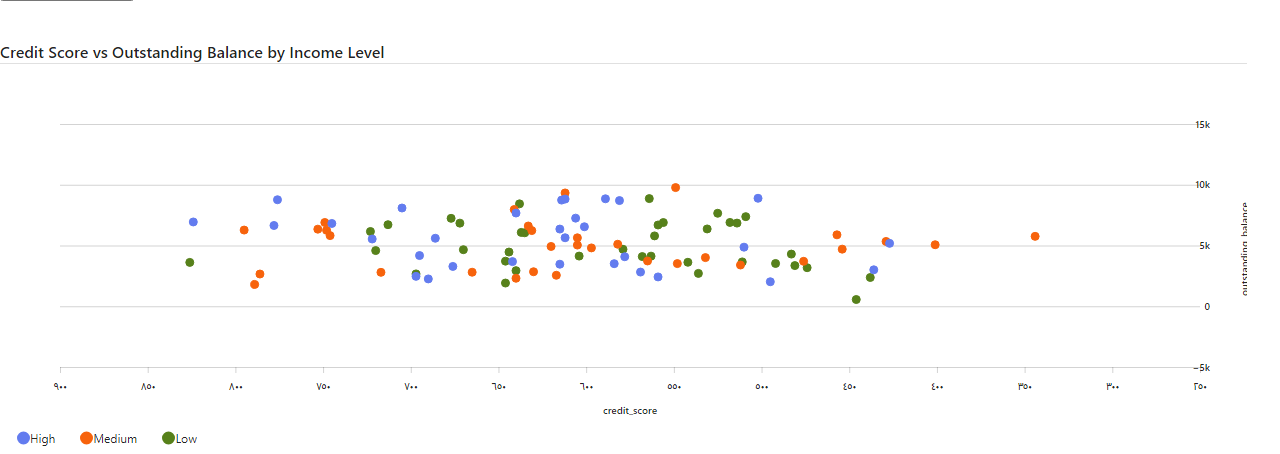 Credit Score vs Outstanding Balance by Income Level
15k
10k
5k
0
−5k
outstanding_balance
٩٠٠ ٨٥٠ ٨٠٠ ٧٥٠ ٧٠٠ ٦٥٠ ٦٠٠ ٥٥٠ ٥٠٠ ٤٥٠ ٤٠٠ ٣٥٠ ٣٠٠ ٢٥٠
credit_score
High Medium Low